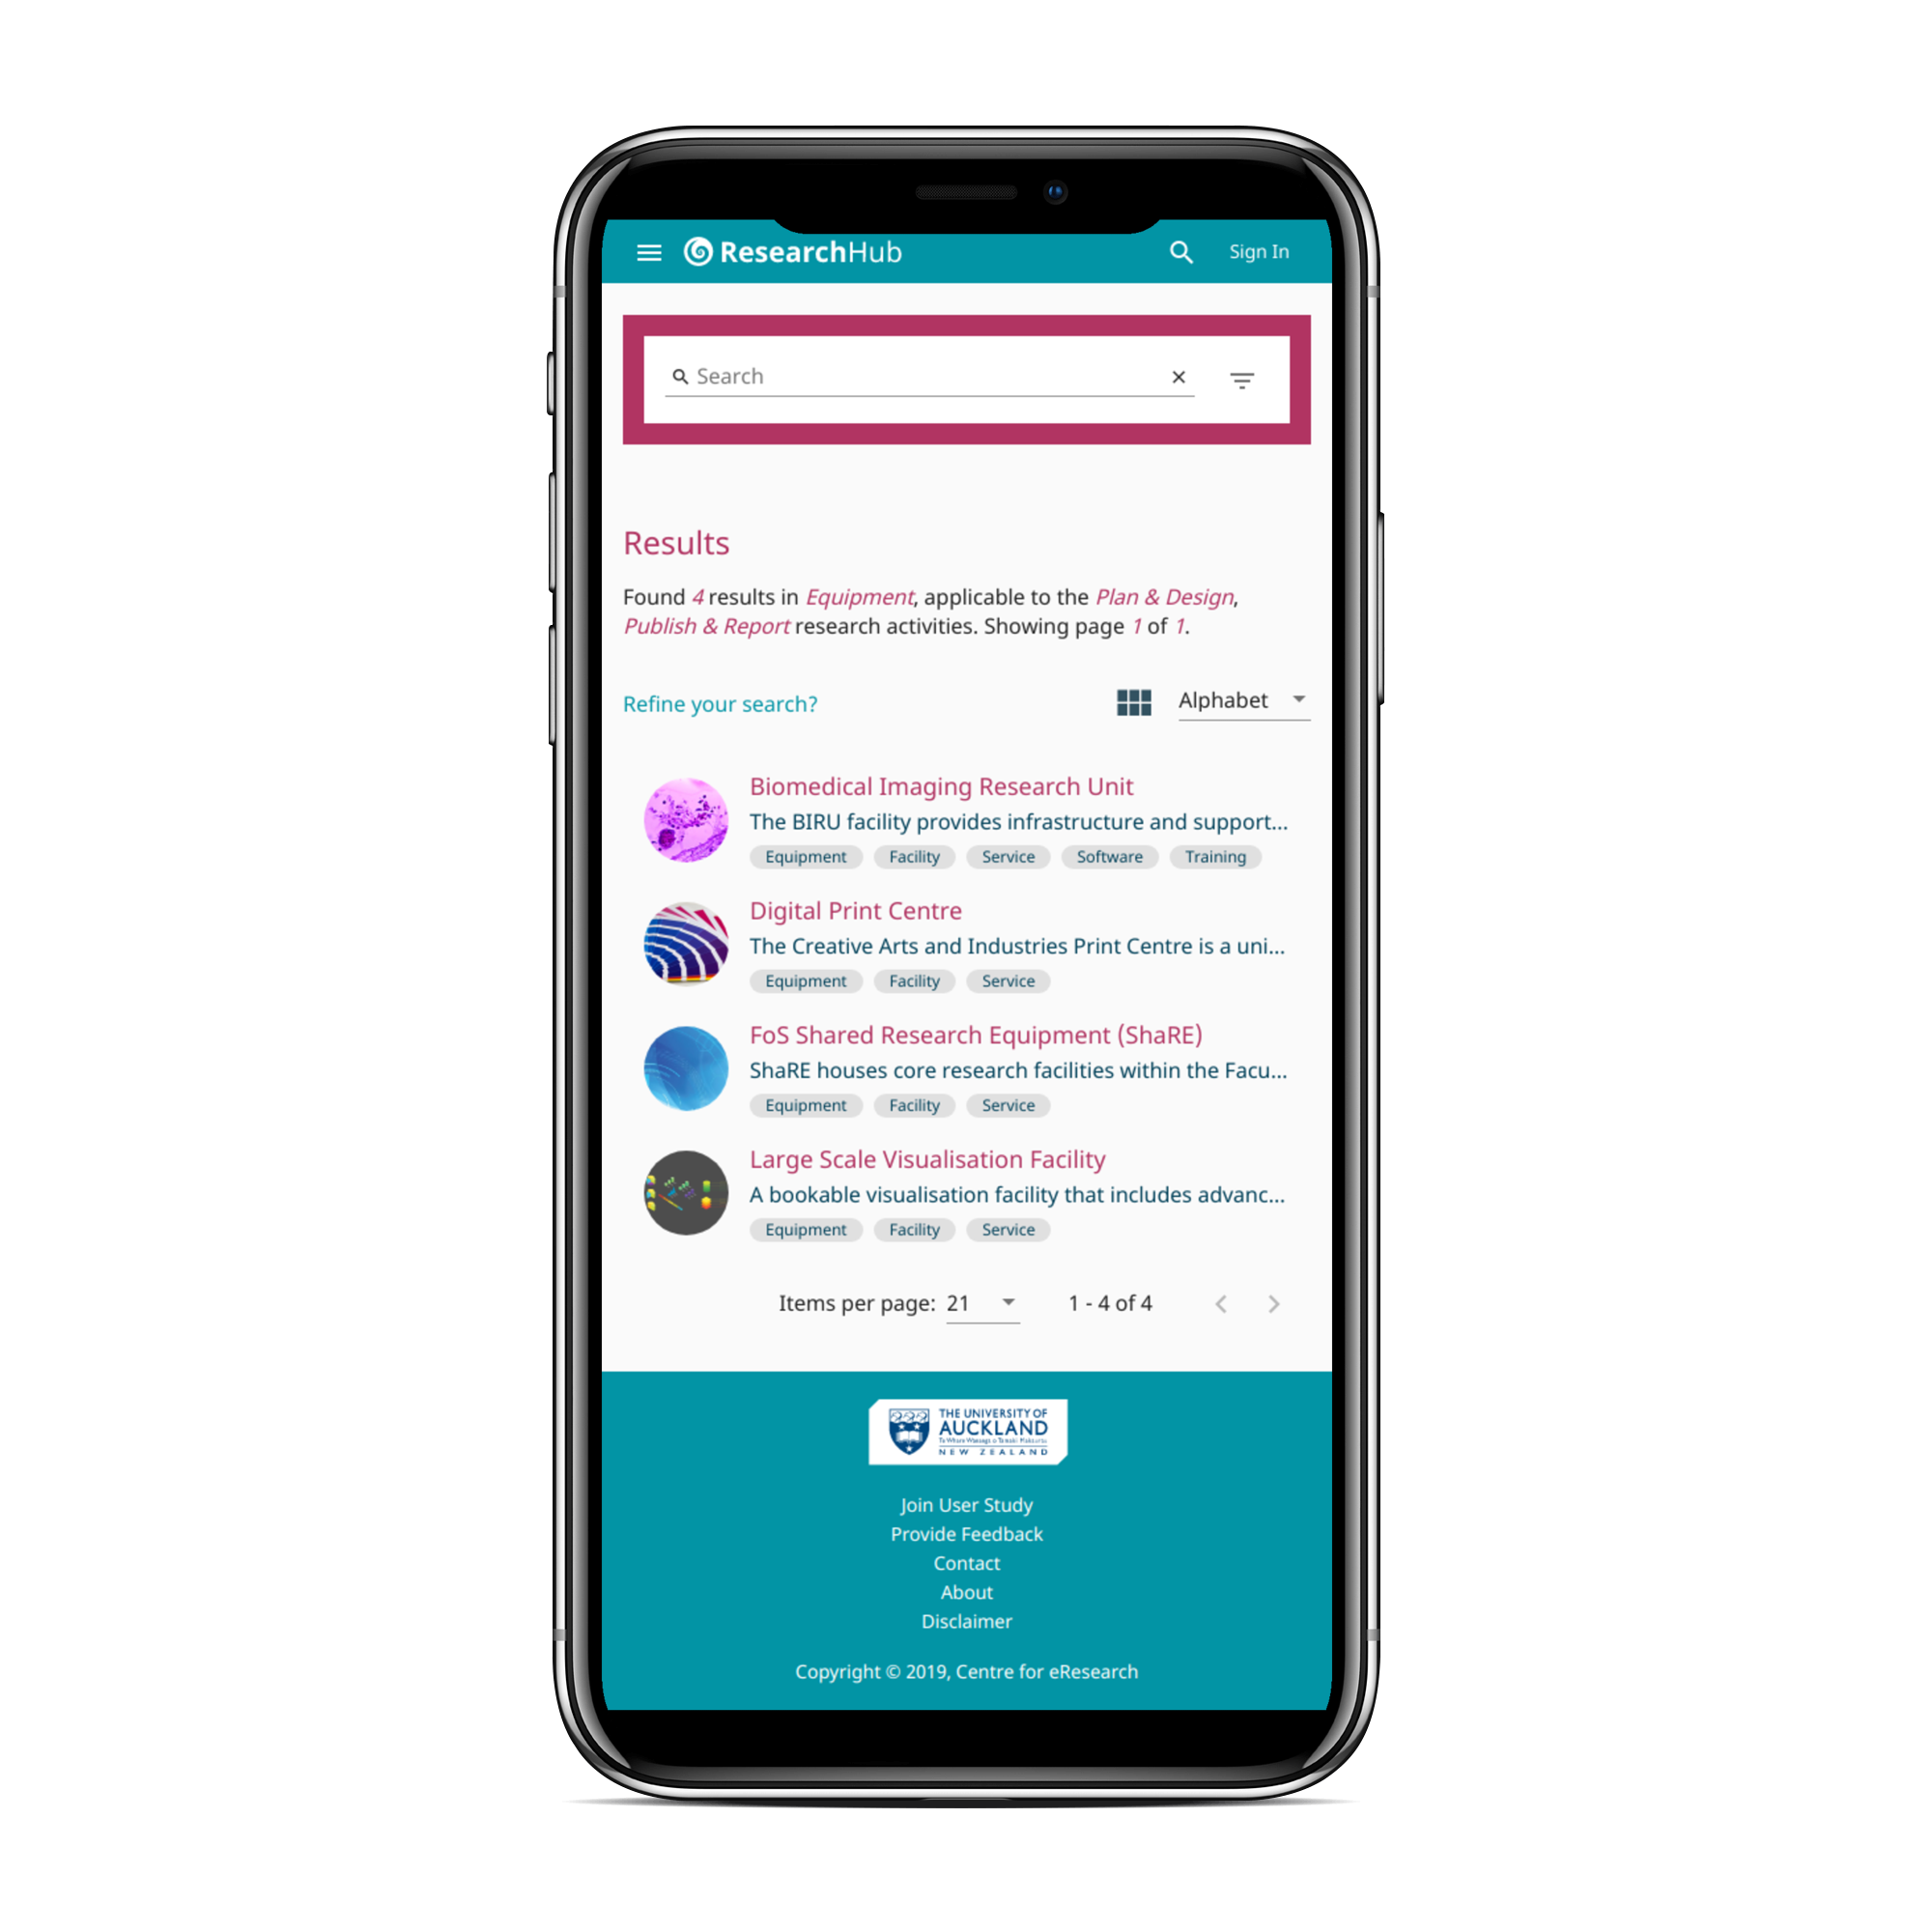 ResearchHub
Sign In
Search
Results
Found 4 results in Equipment, applicable to the Plan & Design,
Publish & Report research activities. Showing page 1 of 1.
Refine your search?
Alphabet
Biomedical Imaging Research Unit
The BIRU facility provides infrastructure and support...
Equipment Facility Service Software Training
Digital Print Centre
The Creative Arts and Industries Print Centre is a uni...
Equipment Facility Service
FoS Shared Research Equipment (ShaRE)
ShaRE houses core research facilities within the Facu...
Equipment Facility Service
Large Scale Visualisation Facility
A bookable visualisation facility that includes advanc...
Equipment Facility Service
Items per page: 21 1 - 4 of 4
THE UNIVERSITY OF
AUCKLAND
NEW ZEALAND
Join User Study
Provide Feedback
Contact
About
Disclaimer
Copyright © 2019, Centre for eResearch